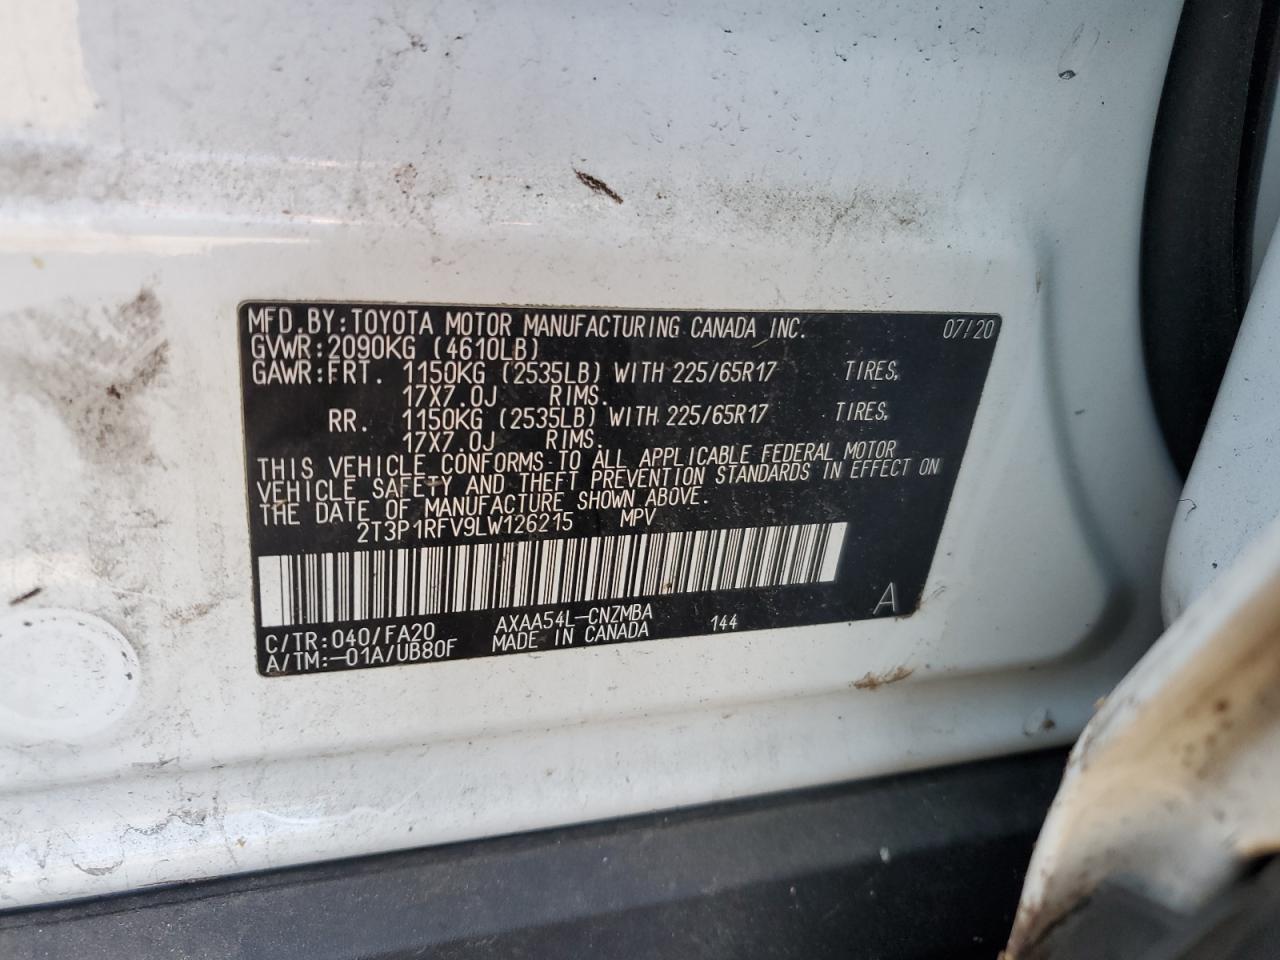 MFD.BY:TOYOTA MOTOR MANUFACTURING CANADA INC. 07/20
GVWR:2090KG (4610LB)
GAWR:FRT. 1150KG (2535LB) WITH 225/65R17 TIRES,
17X7.0J RIMS.
RR. 1150KG (2535LB) WITH 225/65R17 TIRES,
17X7.0J RIMS.
THIS VEHICLE CONFORMS TO ALL APPLICABLE FEDERAL MOTOR
VEHICLE SAFETY AND THEFT PREVENTION STANDARDS IN EFFECT ON
THE DATE OF MANUFACTURE SHOWN ABOVE.
2T3P1RFV9LW126215 MPV
A
C/TR:040/FA20 AXAA54L-CNZMBA 144
A/TM:-01A/UB80F MADE IN CANADA